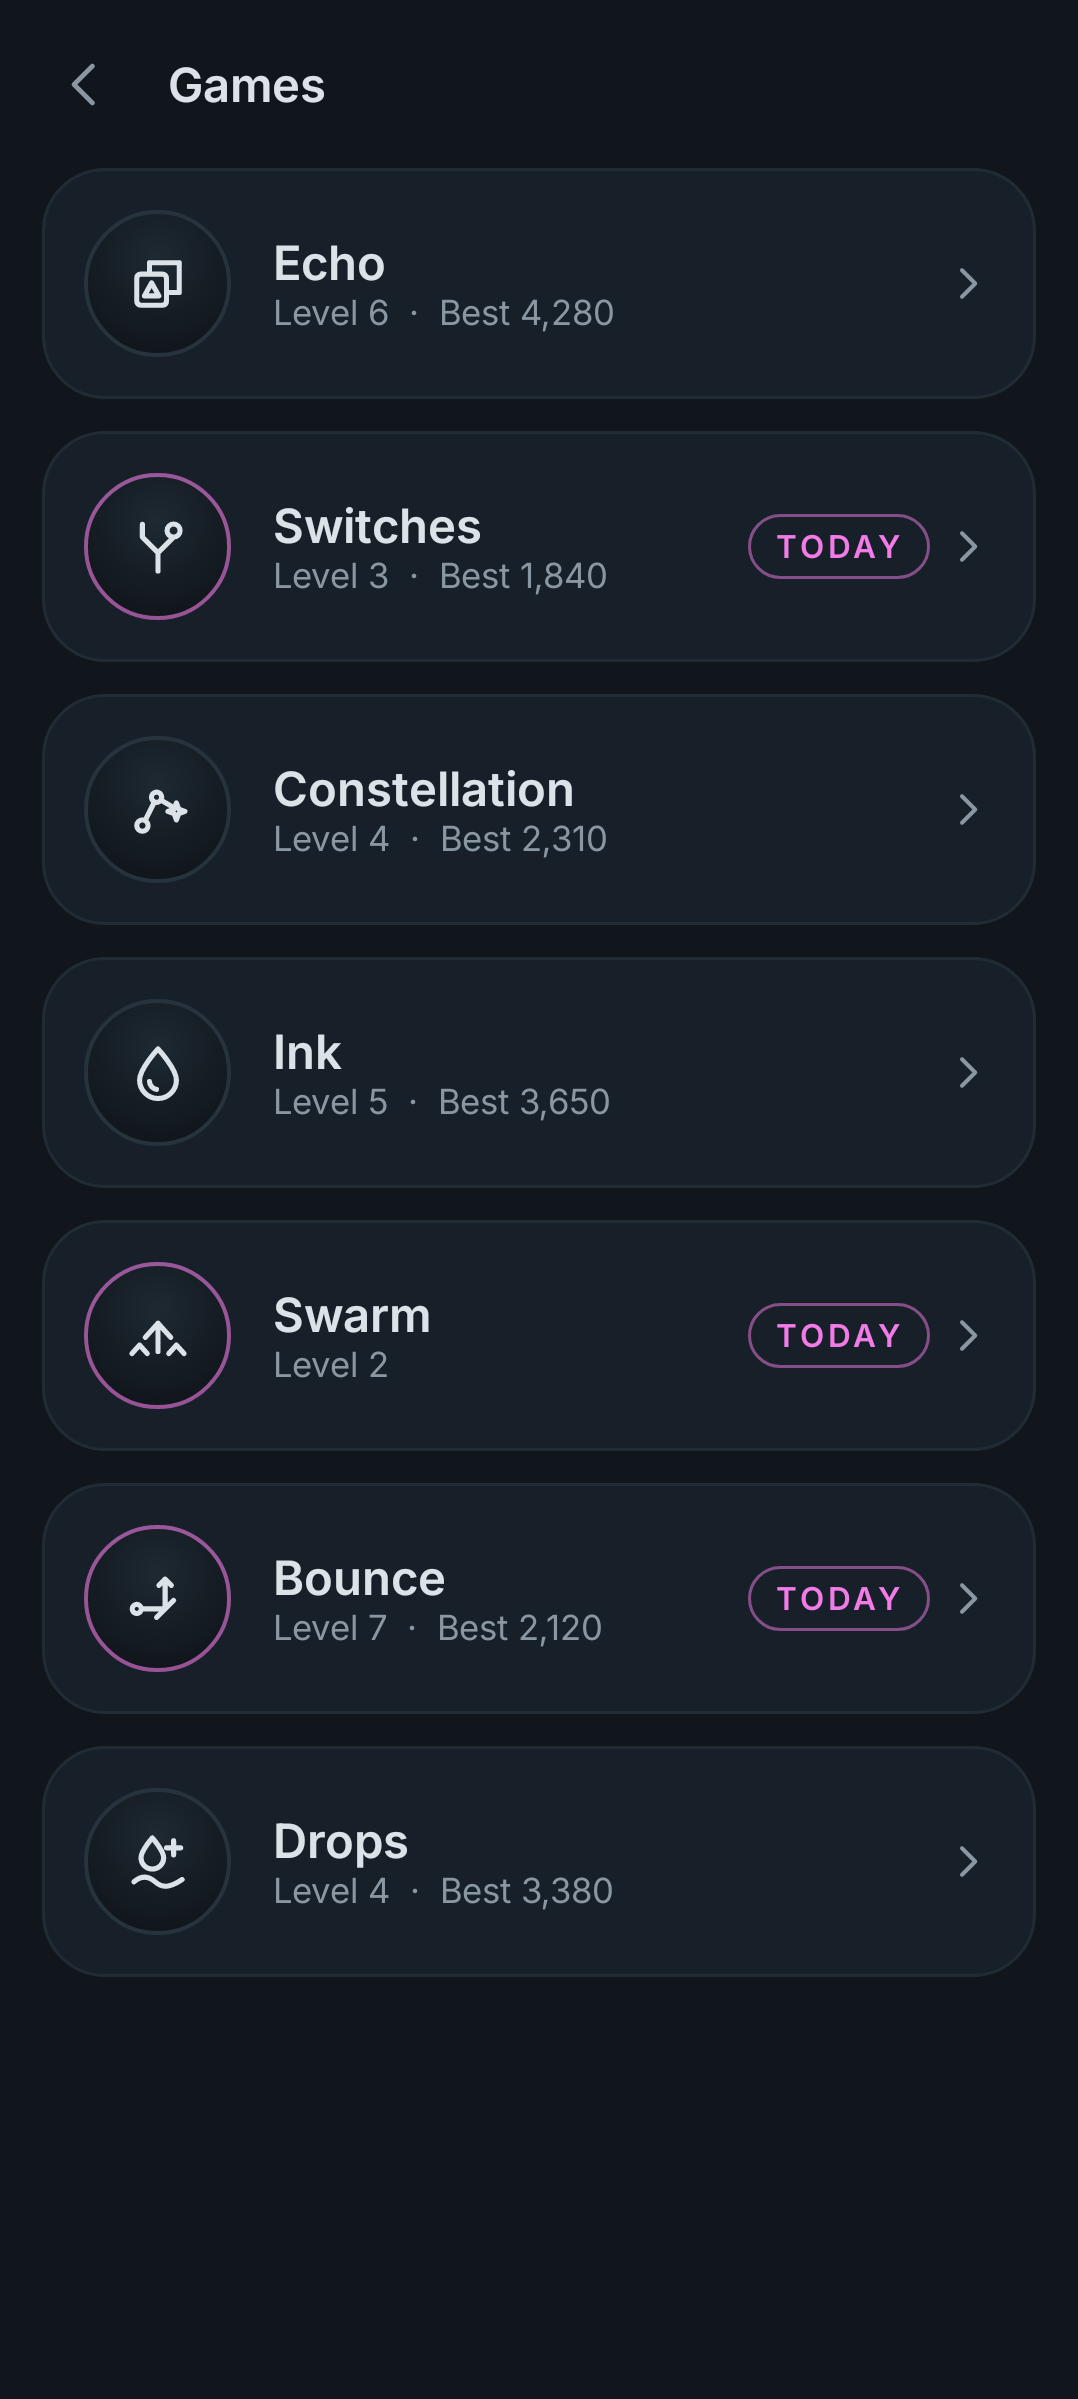 Games
Echo
Level 6 · Best 4,280
Switches
Level 3 · Best 1,840
TODAY
Constellation
Level 4 · Best 2,310
Ink
Level 5 · Best 3,650
Swarm
Level 2
TODAY
Bounce
Level 7 · Best 2,120
TODAY
Drops
Level 4 · Best 3,380